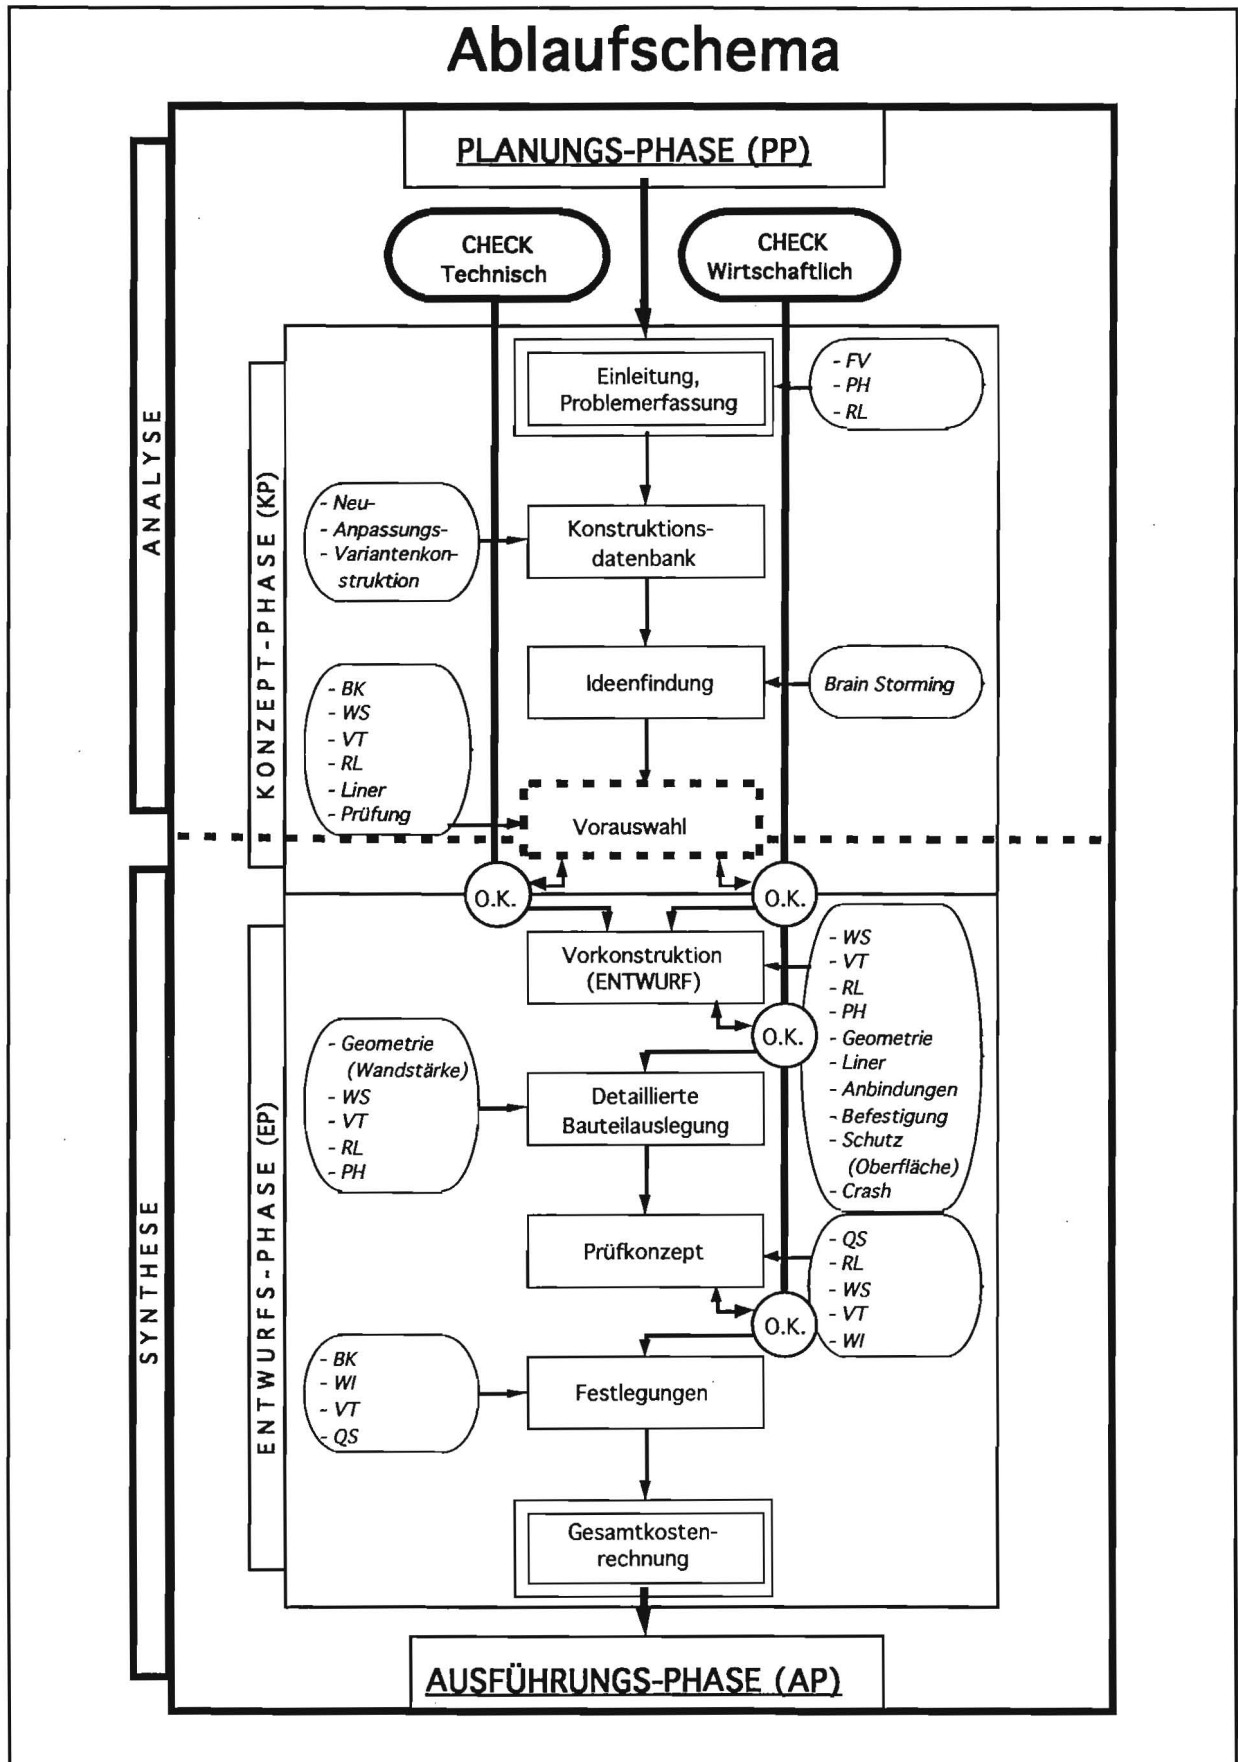 Ablaufschema
PLANUNGS-PHASE (PP)
CHECK
Technisch
CHECK
Wirtschaftlich
ANALYSE
KONZEPT-PHASE (KP)
Einleitung,
Problemerfassung
- FV
- PH
- RL
- Neu-
- Anpassungs-
- Variantenkon-
struktion
Konstruktions-
datenbank
Ideenfindung
Brain Storming
- BK
- WS
- VT
- RL
- Liner
- Prüfung
Vorauswahl
O.K.
O.K.
SYNTHESE
ENTWURFS-PHASE (EP)
Vorkonstruktion
(ENTWURF)
- WS
- VT
- RL
- PH
- Geometrie
- Liner
- Anbindungen
- Befestigung
- Schutz
(Oberfläche)
- Crash
O.K.
- Geometrie
(Wandstärke)
- WS
- VT
- RL
- PH
Detaillierte
Bauteilauslegung
Prüfkonzept
- QS
- RL
- WS
- VT
- WI
O.K.
- BK
- WI
- VT
- QS
Festlegungen
Gesamtkosten-
rechnung
AUSFÜHRUNGS-PHASE (AP)